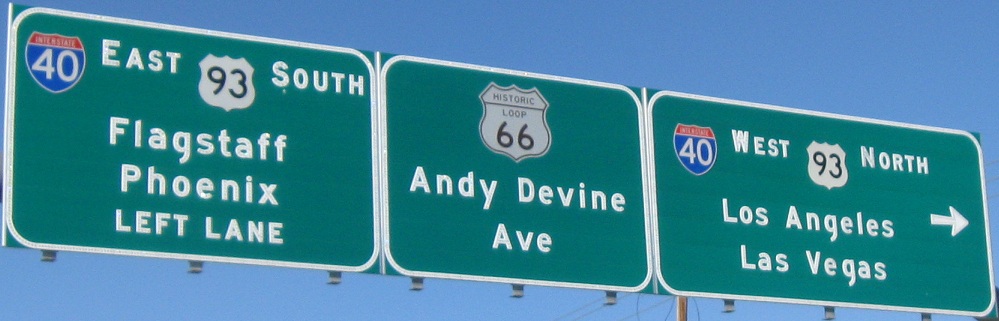 INTERSTATE
40 EAST 93 SOUTH
Flagstaff
Phoenix
LEFT LANE
HISTORIC
LOOP
66
Andy Devine
Ave
INTERSTATE
40 WEST 93 NORTH
Los Angeles
Las Vegas